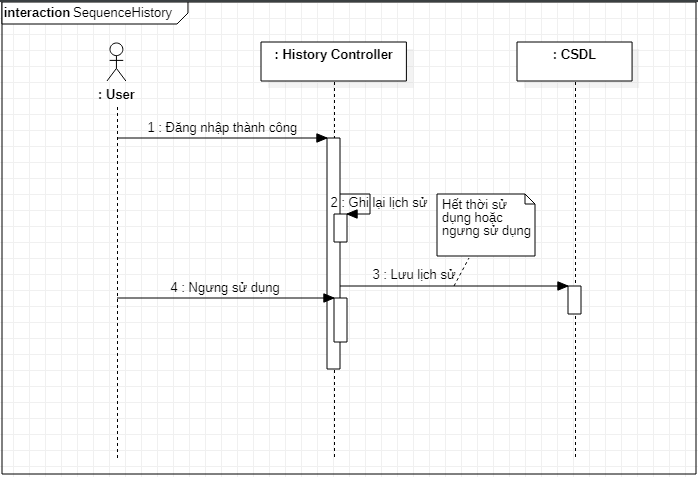 interaction SequenceHistory
: User
: History Controller
: CSDL
1 : Đăng nhập thành công
2 : Ghi lại lịch sử
Hết thời sử
dụng hoặc
ngưng sử dụng
3 : Lưu lịch sử
4 : Ngưng sử dụng